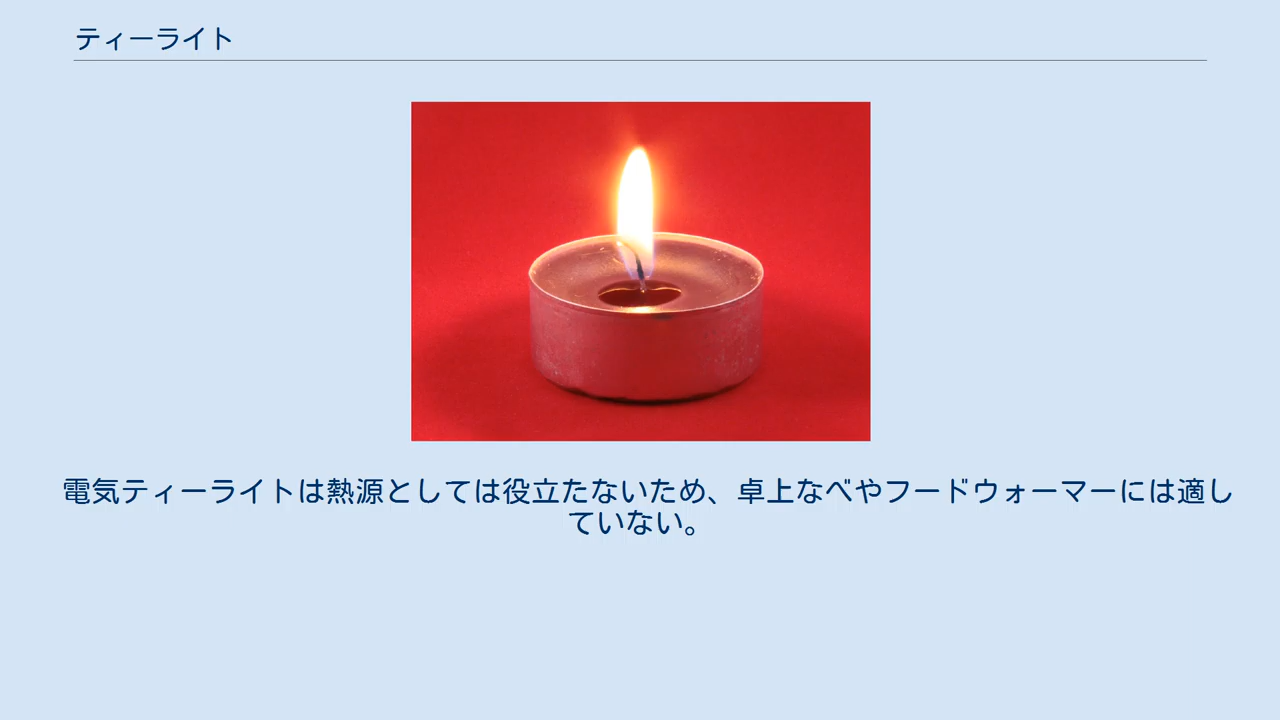 ティーライト
電気ティーライトは熱源としては役立たないため、卓上なべやフードウォーマーには適し
ていない。